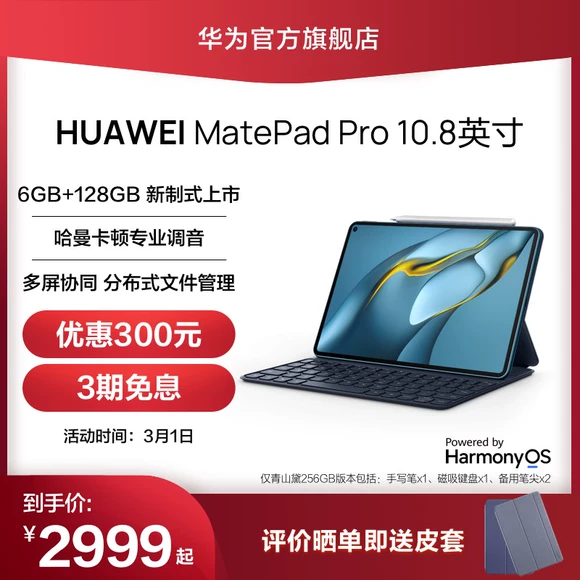 华为官方旗舰店
HUAWEI MatePad Pro 10.8英寸
6GB+128GB 新制式上市
哈曼卡顿专业调音
多屏协同 分布式文件管理
优惠300元
3期免息
活动时间：3月1日
Powered by
HarmonyOS
仅青山黛256GB版本包括：手写笔x1、磁吸键盘x1、备用笔尖x2
到手价:
¥2999起
评价晒单即送皮套